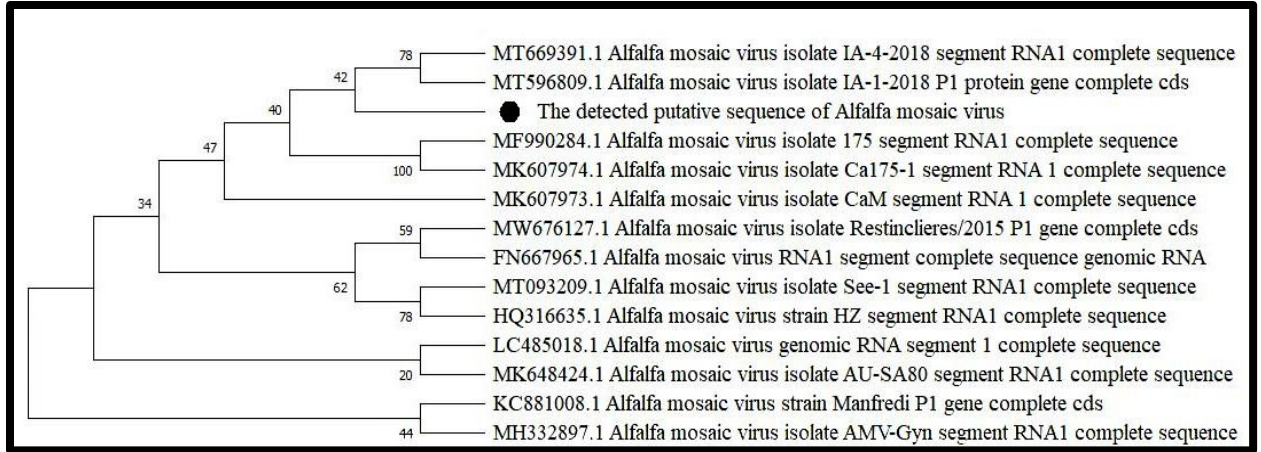 78
MT669391.1 Alfalfa mosaic virus isolate IA-4-2018 segment RNA1 complete sequence
42
MT596809.1 Alfalfa mosaic virus isolate IA-1-2018 P1 protein gene complete cds
40
The detected putative sequence of Alfalfa mosaic virus
47
MF990284.1 Alfalfa mosaic virus isolate 175 segment RNA1 complete sequence
100
MK607974.1 Alfalfa mosaic virus isolate Ca175-1 segment RNA 1 complete sequence
34
MK607973.1 Alfalfa mosaic virus isolate CaM segment RNA 1 complete sequence
59
MW676127.1 Alfalfa mosaic virus isolate Restinclieres/2015 P1 gene complete cds
FN667965.1 Alfalfa mosaic virus RNA1 segment complete sequence genomic RNA
62
MT093209.1 Alfalfa mosaic virus isolate See-1 segment RNA1 complete sequence
78
HQ316635.1 Alfalfa mosaic virus strain HZ segment RNA1 complete sequence
LC485018.1 Alfalfa mosaic virus genomic RNA segment 1 complete sequence
20
MK648424.1 Alfalfa mosaic virus isolate AU-SA80 segment RNA1 complete sequence
KC881008.1 Alfalfa mosaic virus strain Manfredi P1 gene complete cds
44
MH332897.1 Alfalfa mosaic virus isolate AMV-Gyn segment RNA1 complete sequence